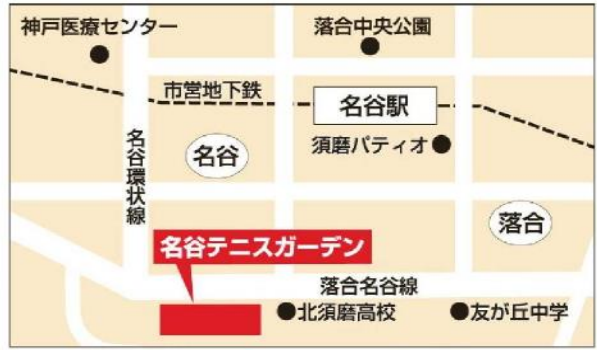 神戸医療センター
落合中央公園
市営地下鉄
名谷駅
名谷環状線
名谷
須磨パティオ
落合
名谷テニスガーデン
落合名谷線
北須磨高校
友が丘中学